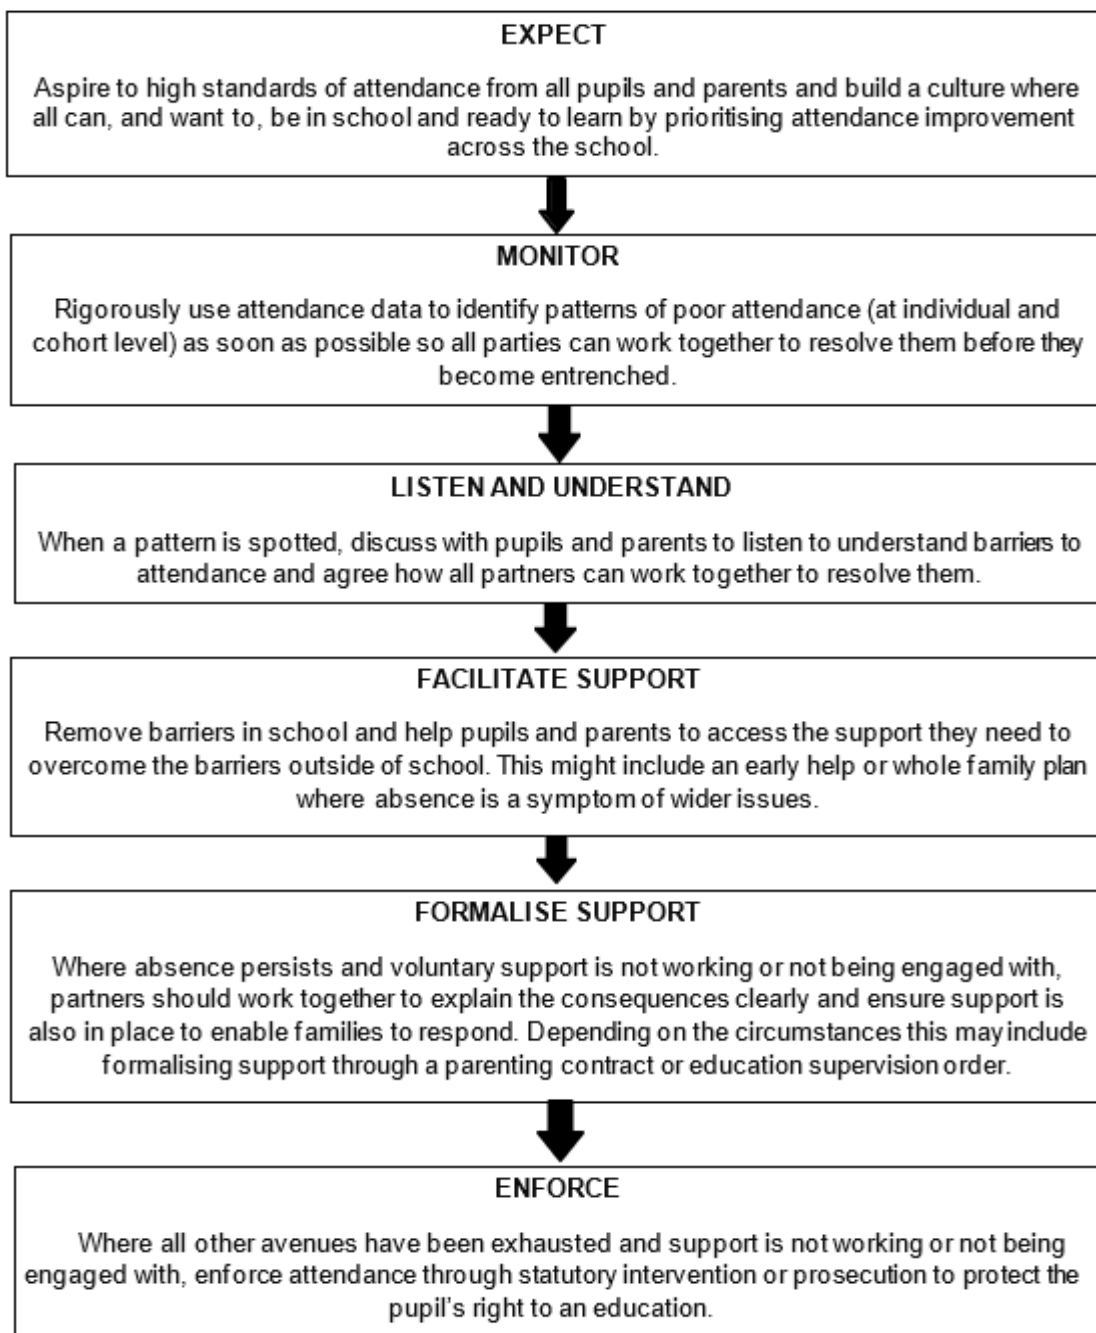 EXPECT
Aspire to high standards of attendance from all pupils and parents and build a culture where
all can, and want to, be in school and ready to learn by prioritising attendance improvement
across the school.
MONITOR
Rigorously use attendance data to identify patterns of poor attendance (at individual and
cohort level) as soon as possible so all parties can work together to resolve them before they
become entrenched.
LISTEN AND UNDERSTAND
When a pattern is spotted, discuss with pupils and parents to listen to understand barriers to
attendance and agree how all partners can work together to resolve them.
FACILITATE SUPPORT
Remove barriers in school and help pupils and parents to access the support they need to
overcome the barriers outside of school. This might include an early help or whole family plan
where absence is a symptom of wider issues.
FORMALISE SUPPORT
Where absence persists and voluntary support is not working or not being engaged with,
partners should work together to explain the consequences clearly and ensure support is
also in place to enable families to respond. Depending on the circumstances this may include
formalising support through a parenting contract or education supervision order.
ENFORCE
Where all other avenues have been exhausted and support is not working or not being
engaged with, enforce attendance through statutory intervention or prosecution to protect the
pupil's right to an education.